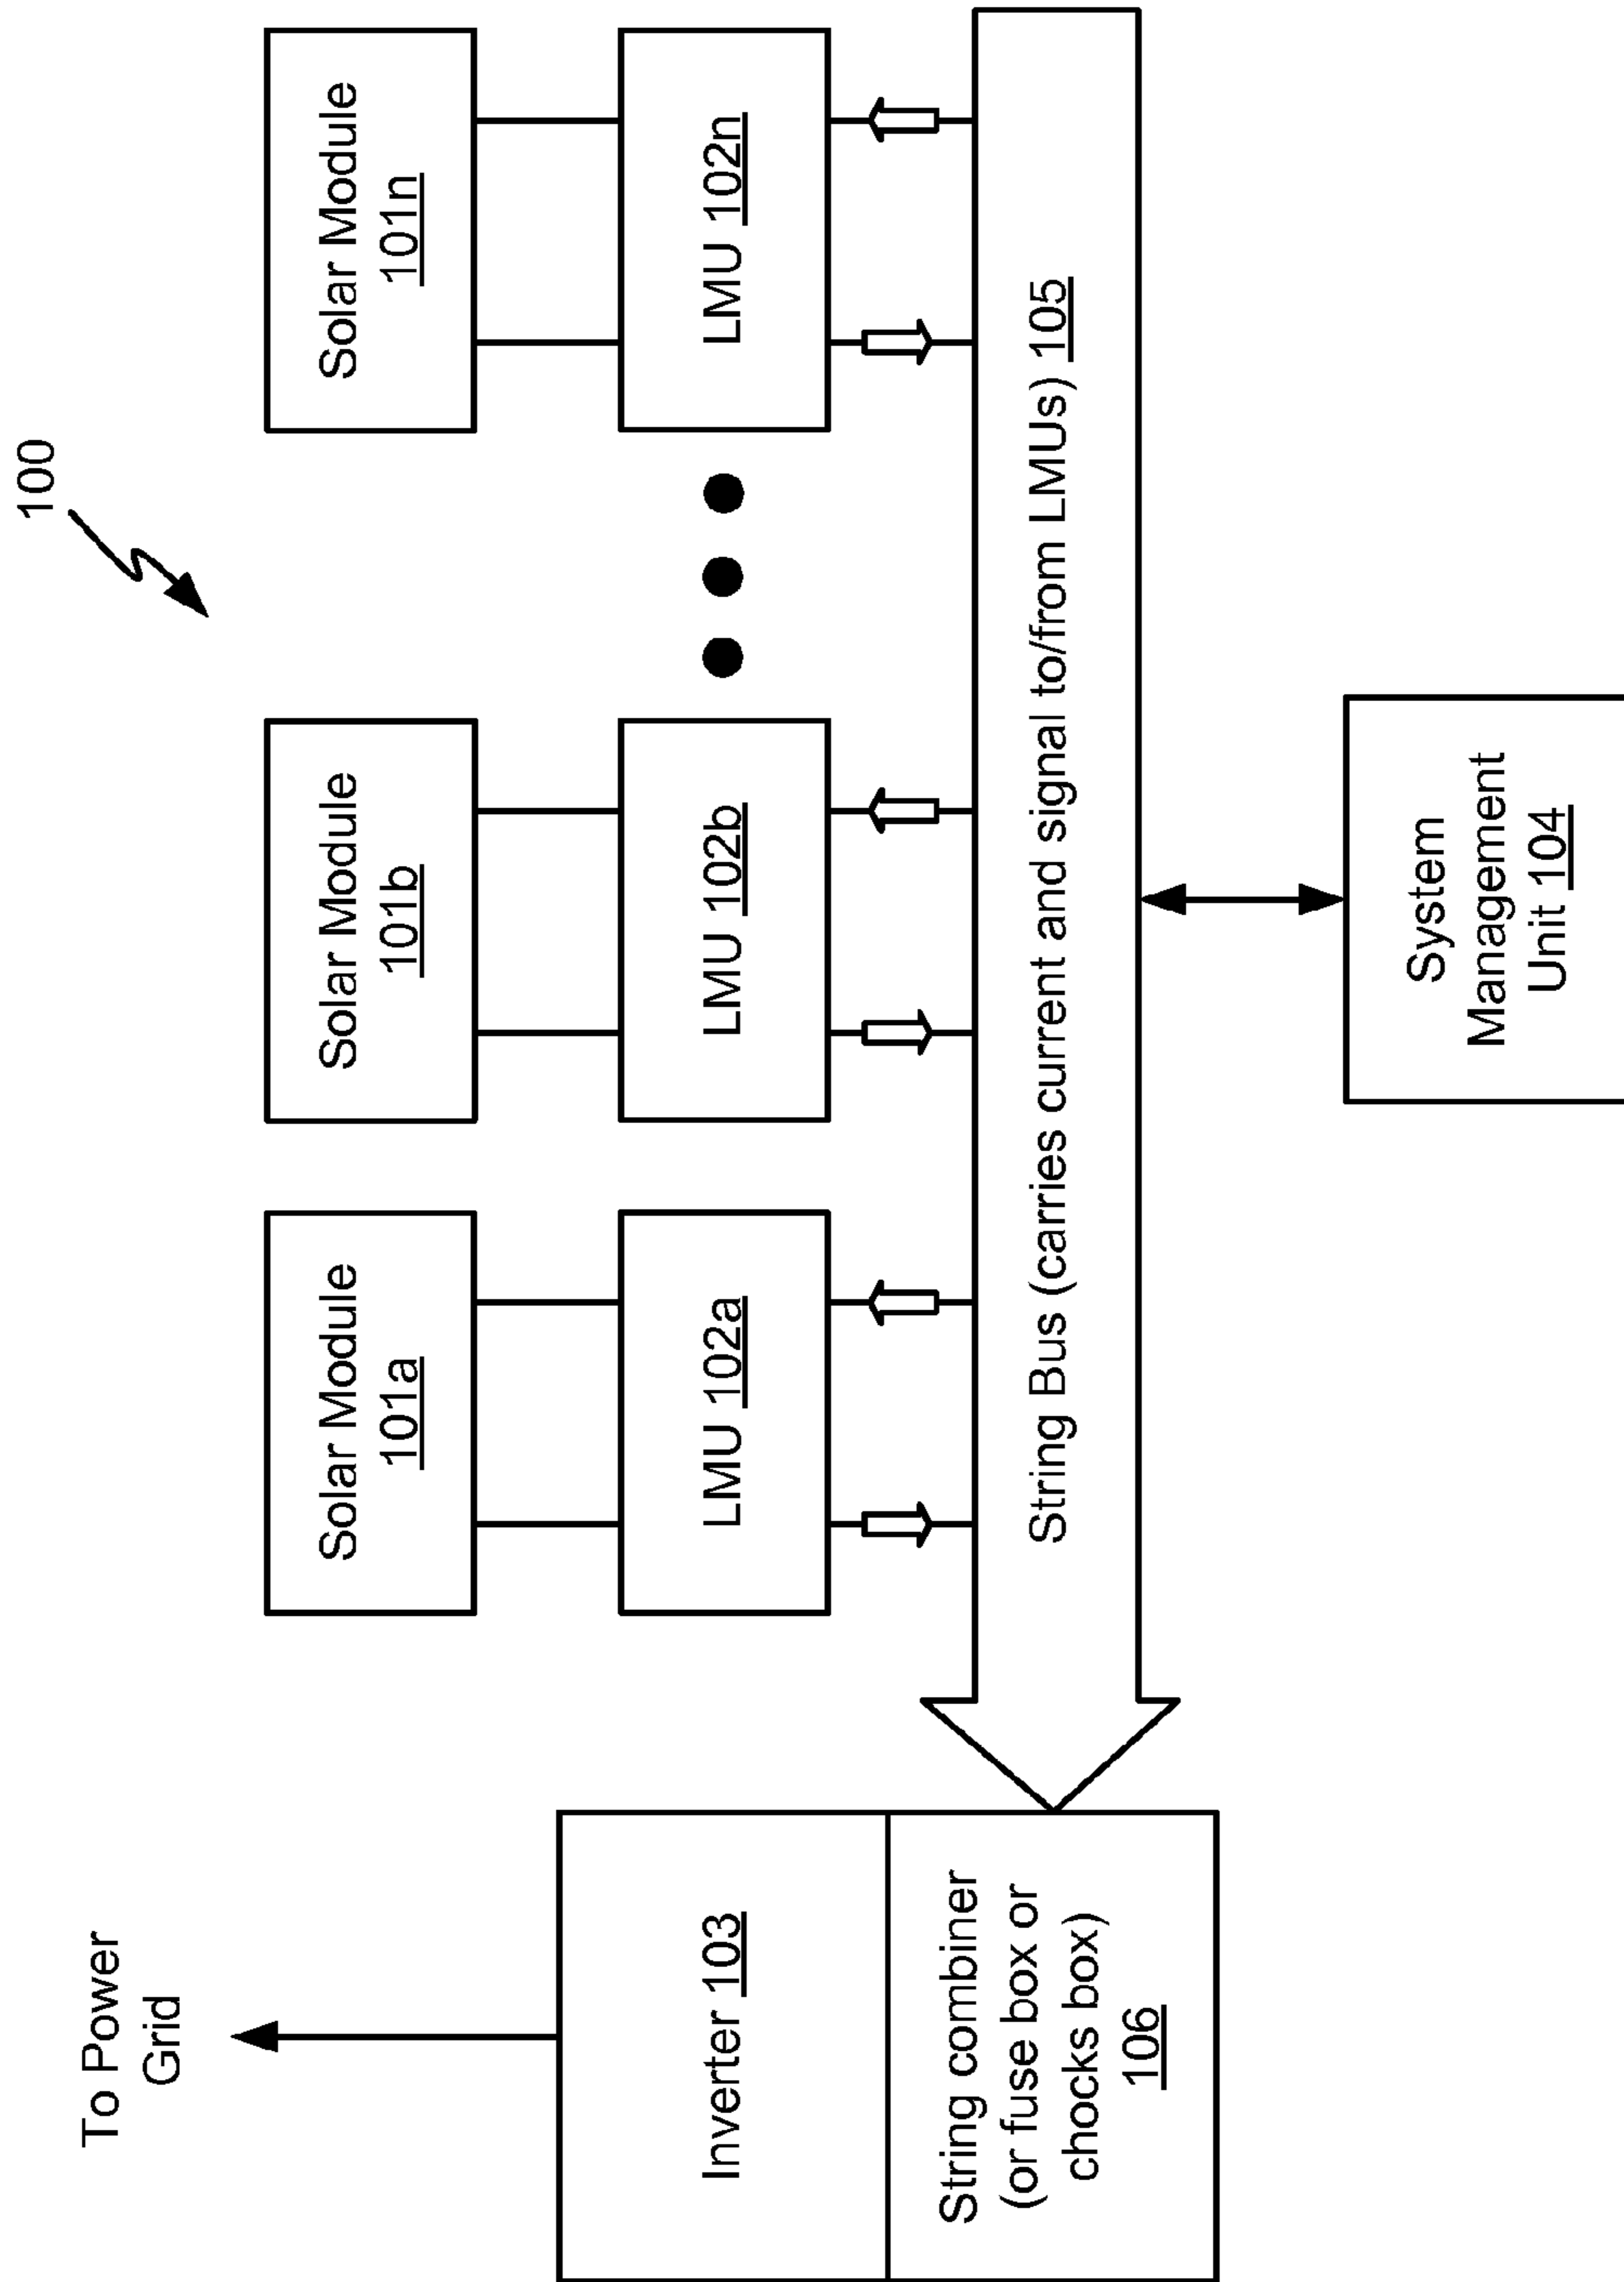 100
Solar Module
101a
Solar Module
101b
Solar Module
101n
LMU 102a
LMU 102b
LMU 102n
To Power
Grid
Inverter 103
String combiner
(or fuse box or
chocks box)
106
String Bus (carries current and signal to/from LMUs) 105
System
Management
Unit 104